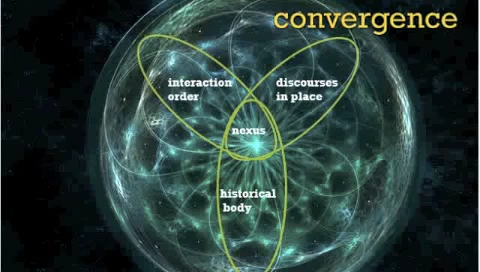 convergence
interaction
order
discourses
in place
nexus
historical
body